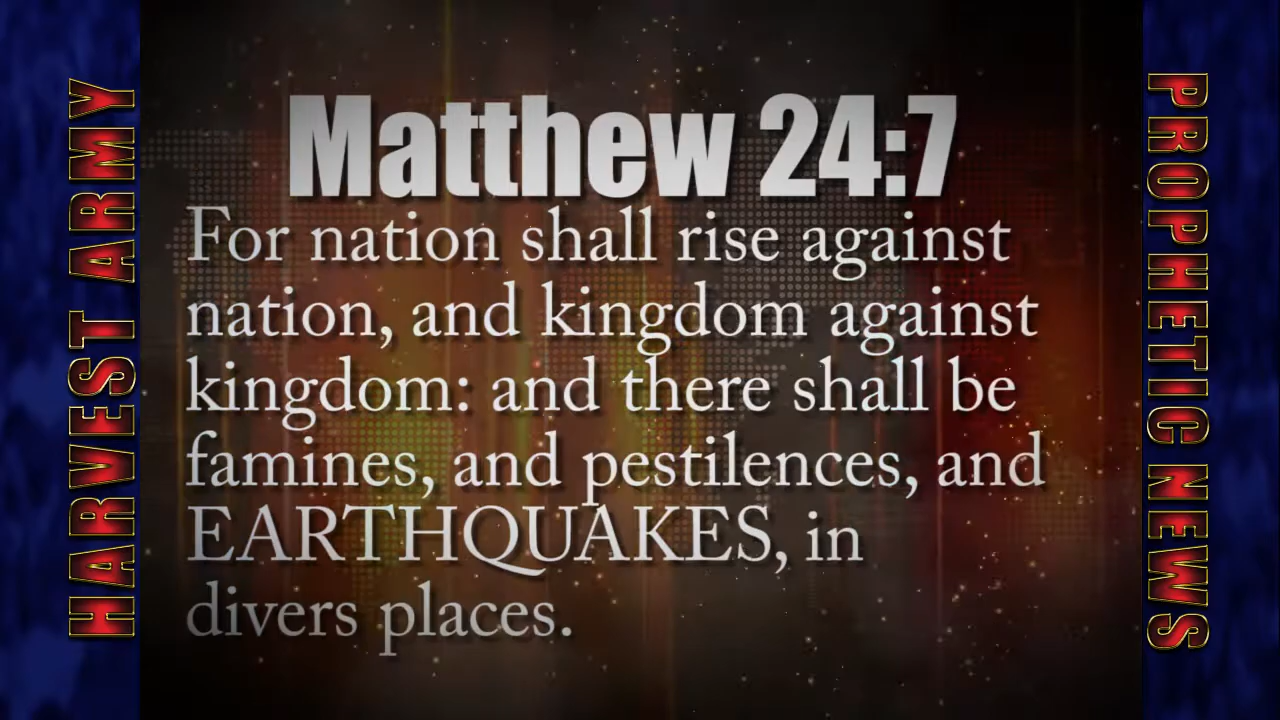 HARVEST ARMY
Matthew 24:7
For nation shall rise against
nation, and kingdom against
kingdom: and there shall be
famines, and pestilences, and
EARTHQUAKES, in
divers places.
PROPHETIC NEWS